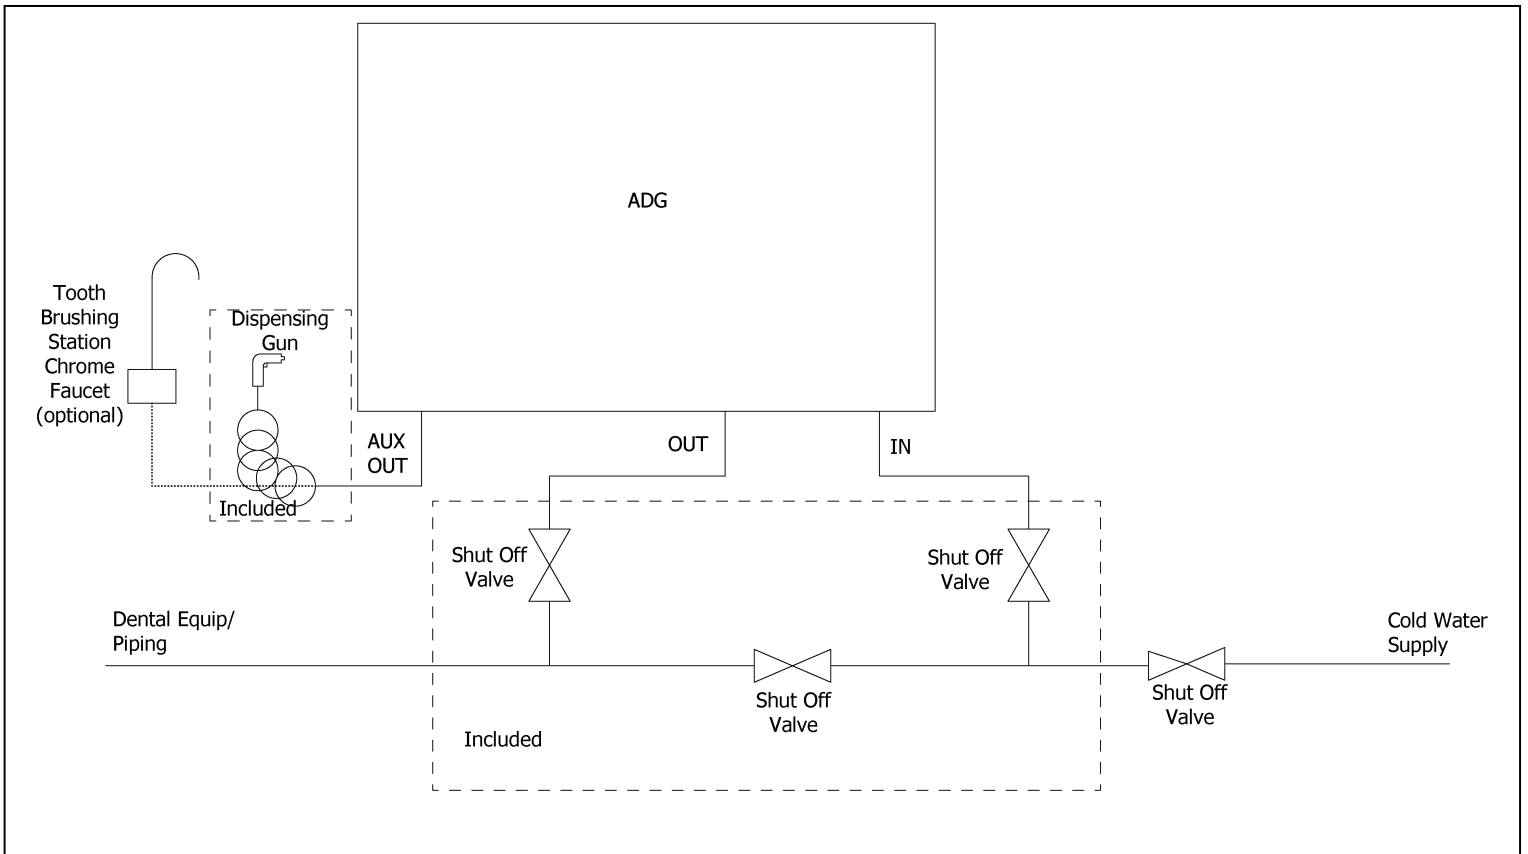 ADG
Tooth
Brushing
Station
Chrome
Faucet
(optional)
Dispensing
Gun
Included
AUX
OUT
OUT
IN
Shut Off
Valve
Shut Off
Valve
Dental Equip/
Piping
Cold Water
Supply
Shut Off
Valve
Shut Off
Valve
Included